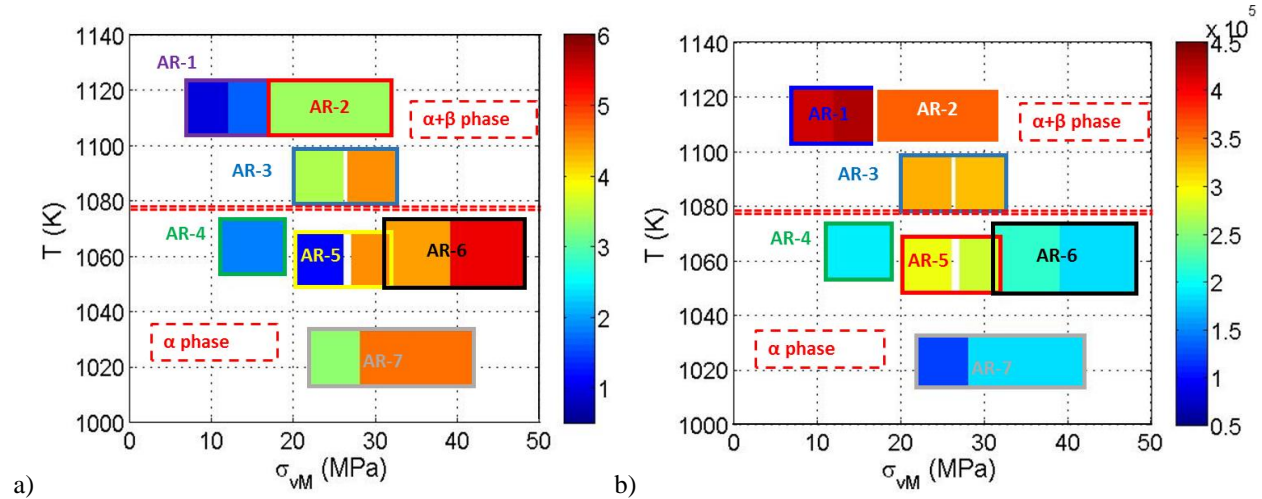 1140
1120
1100
1080
1060
1040
1020
1000
T (K)
0
10
20
30
40
50
σvM (MPa)
AR-1
AR-2
α+β phase
AR-3
AR-4
AR-5
AR-6
α phase
AR-7
6
5
4
3
2
1
a)
1140
1120
1100
1080
1060
1040
1020
1000
T (K)
0
10
20
30
40
50
σvM (MPa)
AR-1
AR-2
α+β phase
AR-3
AR-4
AR-5
AR-6
α phase
AR-7
x 10^5
4.5
4
3.5
3
2.5
2
1.5
1
0.5
b)